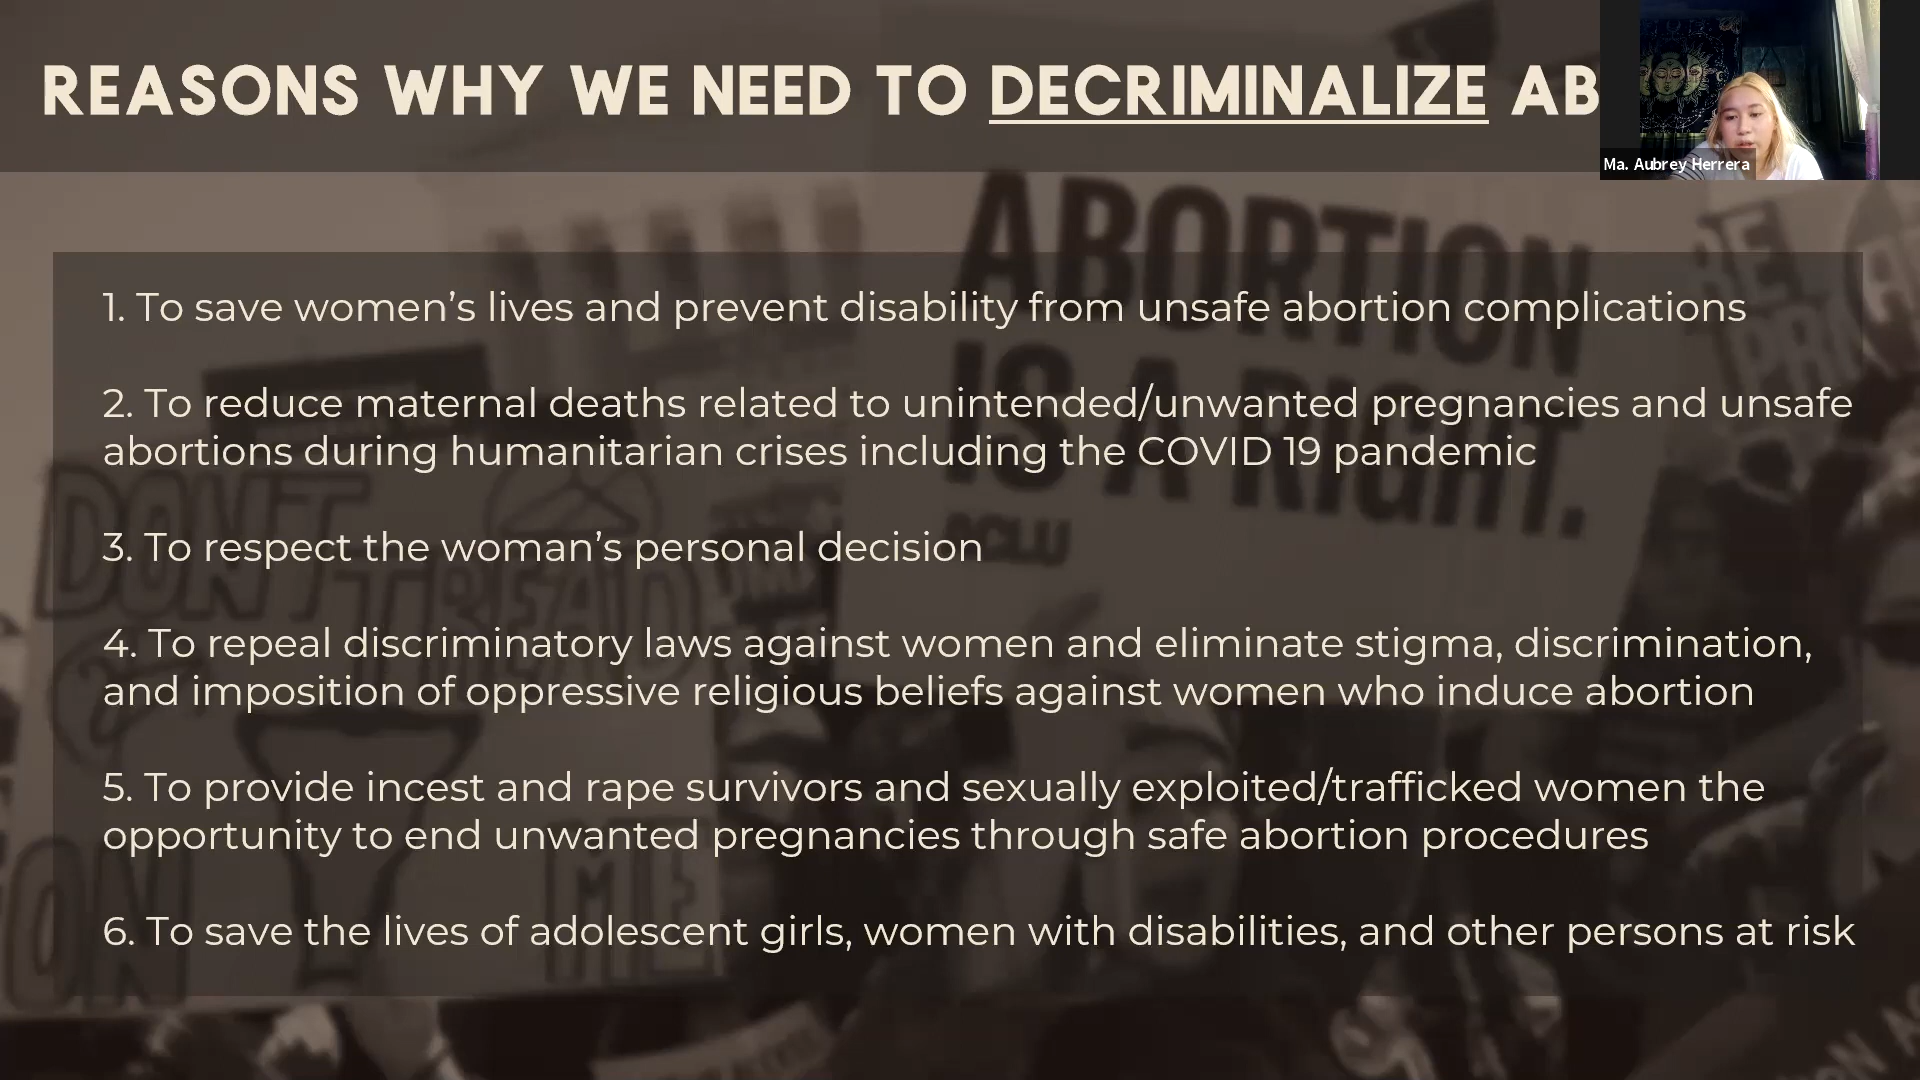 REASONS WHY WE NEED TO DECRIMINALIZE AB
Ma. Aubrey Herrera
ABORTION
IS A RIGHT.
ACLU
DON'T
TREAD
ME
1. To save women’s lives and prevent disability from unsafe abortion complications
2. To reduce maternal deaths related to unintended/unwanted pregnancies and unsafe
abortions during humanitarian crises including the COVID 19 pandemic
3. To respect the woman’s personal decision
4. To repeal discriminatory laws against women and eliminate stigma, discrimination,
and imposition of oppressive religious beliefs against women who induce abortion
5. To provide incest and rape survivors and sexually exploited/trafficked women the
opportunity to end unwanted pregnancies through safe abortion procedures
6. To save the lives of adolescent girls, women with disabilities, and other persons at risk